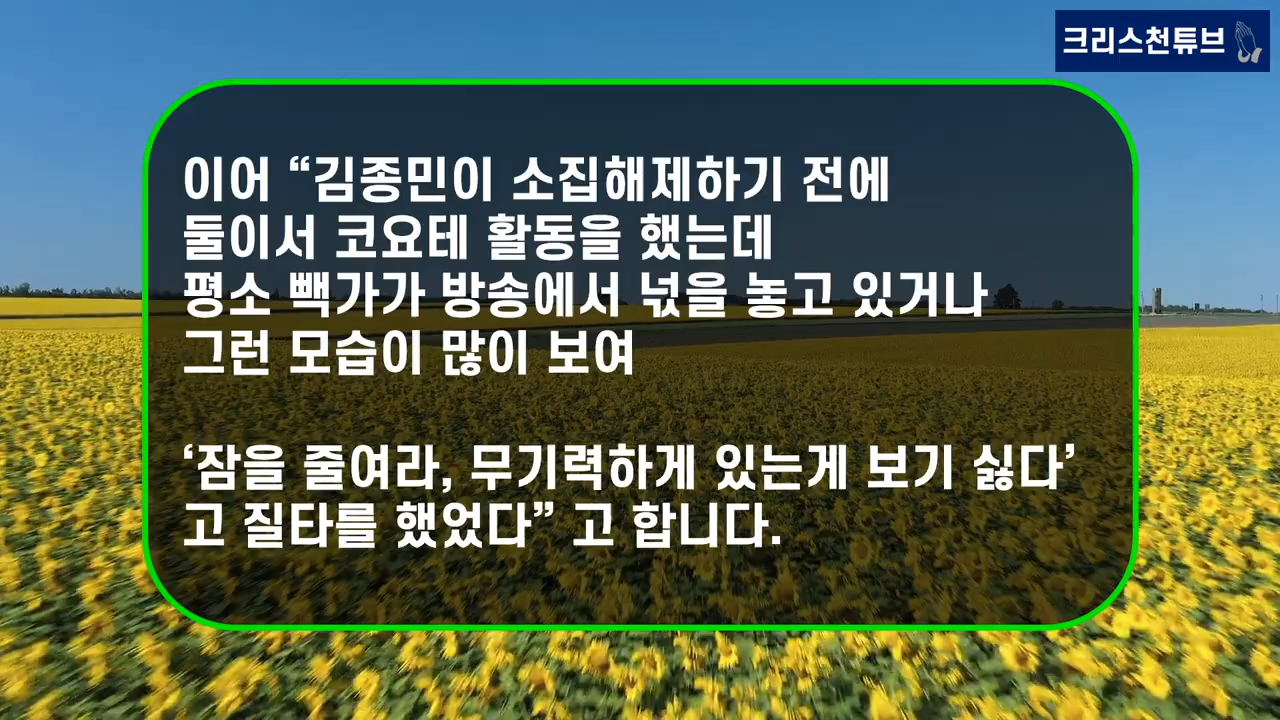 크리스천튜브
이어 “김종민이 소집해제하기 전에
둘이서 코요테 활동을 했는데
평소 빽가가 방송에서 넋을 놓고 있거나
그런 모습이 많이 보여
‘잠을 줄여라, 무기력하게 있는게 보기 싫다’
고 질타를 했었다” 고 합니다.